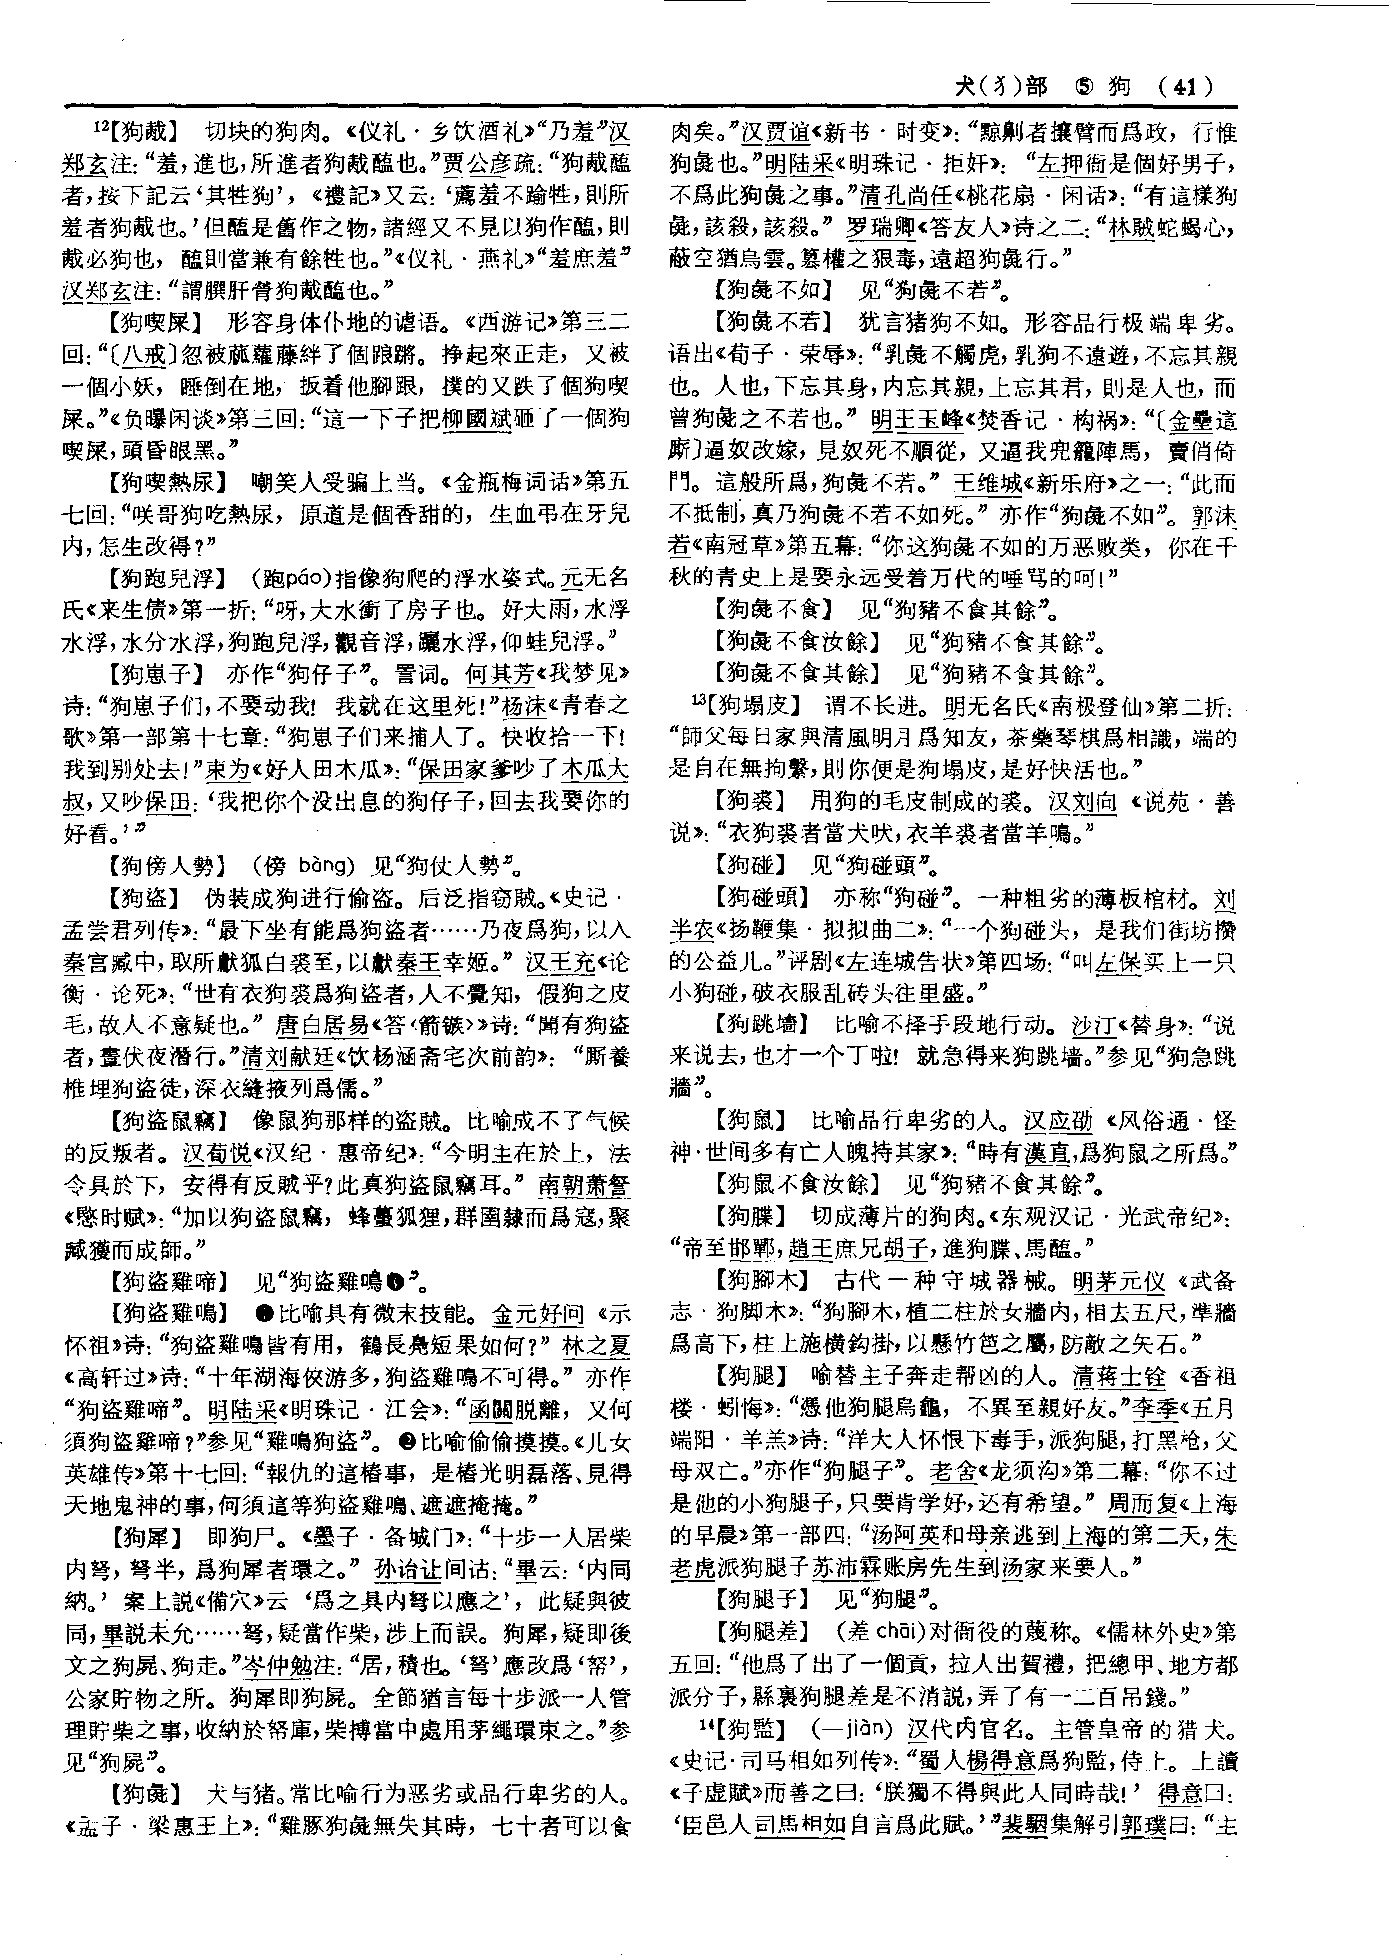 犬(犭)部 ⑤ 狗 (41)
¹²【狗胾】 切块的狗肉。《仪礼·乡饮酒礼》“乃羞”汉
郑玄注：“羞，進也，所進者狗胾醢也。”贾公彦疏：“狗胾醢
者，按下記云‘其牲狗’，《禮記》又云：‘薦羞不踰牲，則所
羞者狗胾也。’但醢是舊作之物，諸經又不見以狗作醢，則
胾必狗也，醢則當兼有餘牲也。”《仪礼·燕礼》“羞庶羞”
汉郑玄注：“謂膷肝膋狗胾醢也。”
【狗喫屎】 形容身体仆地的谑语。《西游记》第三二
回：“〔八戒〕忽被蓏蘿藤絆了個踉蹡。挣起來正走，又被
一個小妖，睡倒在地，扳着他腳跟，撲的又跌了個狗喫
屎。”《负曝闲谈》第三回：“這一下子把柳國斌砸了一個狗
喫屎，頭昏眼黑。”
【狗喫熱尿】 嘲笑人受骗上当。《金瓶梅词话》第五
七回：“咲哥狗吃熱尿，原道是個香甜的，生血弔在牙兒
内，怎生改得？”
【狗跑兒浮】 (跑páo)指像狗爬的浮水姿式。元无名
氏《来生债》第一折：“呀，大水衝了房子也。好大雨，水浮
水浮，水分水浮，狗跑兒浮，觀音浮，躧水浮，仰蛙兒浮。”
【狗崽子】 亦作“狗仔子”。詈词。何其芳《我梦见》
诗：“狗崽子们，不要动我！我就在这里死！”杨沫《青春之
歌》第一部第十七章：“狗崽子们来捕人了。快收拾一下！
我到别处去！”束为《好人田木瓜》：“保田家爹吵了木瓜大
叔，又吵保田：‘我把你个没出息的狗仔子，回去我要你的
好看。’”
【狗傍人勢】 (傍 bàng) 见“狗仗人勢”。
【狗盜】 伪装成狗进行偷盗。后泛指窃贼。《史记·
孟尝君列传》：“最下坐有能爲狗盜者……乃夜爲狗，以入
秦宫臧中，取所獻狐白裘至，以獻秦王幸姬。”汉王充《论
衡·论死》：“世有衣狗裘爲狗盜者，人不覺知，假狗之皮
毛，故人不意疑也。”唐白居易《答〈箭镞〉》诗：“聞有狗盜
者，晝伏夜潛行。”清刘献廷《饮杨涵斋宅次前韵》：“厮養
椎埋狗盜徒，深衣縫掖列爲儒。”
【狗盜鼠竊】 像鼠狗那样的盗贼。比喻成不了气候
的反叛者。汉荀悦《汉纪·惠帝纪》：“今明主在於上，法
令具於下，安得有反賊乎？此真狗盜鼠竊耳。”南朝萧詧
《愍时赋》：“加以狗盜鼠竊，蜂蠆狐狸，羣圉隸而爲寇，聚
臧獲而成師。”
【狗盜雞啼】 见“狗盜雞鳴❶”。
【狗盜雞鳴】 ❶比喻具有微末技能。金元好问《示
怀祖》诗：“狗盜雞鳴皆有用，鶴長鳧短果如何？”林之夏
《高轩过》诗：“十年湖海俠游多，狗盜雞鳴不可得。”亦作
“狗盜雞啼”。明陆采《明珠记·江会》：“函關脱離，又何
須狗盜雞啼？”参见“雞鳴狗盜”。❷比喻偷偷摸摸。《儿女
英雄传》第十七回：“報仇的這樁事，是樁光明磊落、見得
天地鬼神的事，何須這等狗盜雞鳴、遮遮掩掩。”
【狗犀】 即狗尸。《墨子·备城门》：“十步一人居柴
内弩，弩半，爲狗犀者環之。”孙诒让间诂：“畢云：‘内同
納。’案上説《備穴》云‘爲之具内弩以應之’，此疑與彼
同，畢説未允……弩，疑當作柴，涉上而誤。狗犀，疑即後
文之狗屍、狗走。”岑仲勉注：“居，積也。‘弩’應改爲‘帑’，
公家貯物之所。狗犀即狗屍。全節猶言每十步派一人管
理貯柴之事，收納於帑庫，柴搏當中處用茅繩環束之。”参
见“狗屍”。
【狗彘】 犬与猪。常比喻行为恶劣或品行卑劣的人。
《孟子·梁惠王上》：“雞豚狗彘無失其時，七十者可以食
肉矣。”汉贾谊《新书·时变》：“黥劓者攘臂而爲政，行惟
狗彘也。”明陆采《明珠记·拒奸》：“左押衙是個好男子，
不爲此狗彘之事。”清孔尚任《桃花扇·闲话》：“有這樣狗
彘，該殺，該殺。”罗瑞卿《答友人》诗之二：“林賊蛇蝎心，
蔽空猶烏雲。篡權之狠毒，遠超狗彘行。”
【狗彘不如】 见“狗彘不若”。
【狗彘不若】 犹言猪狗不如。形容品行极端卑劣。
语出《荀子·荣辱》：“乳彘不觸虎，乳狗不遠遊，不忘其親
也。人也，下忘其身，内忘其親，上忘其君，則是人也，而
曾狗彘之不若也。”明王玉峰《焚香记·构祸》：“〔金壘這
廝〕逼奴改嫁，見奴死不順從，又逼我兜籠陣馬，賣俏倚
門。這般所爲，狗彘不若。”王维城《新乐府》之一：“此而
不抵制，真乃狗彘不若不如死。”亦作“狗彘不如”。郭沫
若《南冠草》第五幕：“你这狗彘不如的万恶败类，你在千
秋的青史上是要永远受着万代的唾骂的呵！”
【狗彘不食】 见“狗豬不食其餘”。
【狗彘不食汝餘】 见“狗豬不食其餘”。
【狗彘不食其餘】 见“狗豬不食其餘”。
¹³【狗塌皮】 谓不长进。明无名氏《南极登仙》第二折：
“師父每日家與清風明月爲知友，茶藥琴棋爲相識，端的
是自在無拘繫，則你便是狗塌皮，是好快活也。”
【狗裘】 用狗的毛皮制成的裘。汉刘向《说苑·善
说》：“衣狗裘者當犬吠，衣羊裘者當羊鳴。”
【狗碰】 见“狗碰頭”。
【狗碰頭】 亦称“狗碰”。一种粗劣的薄板棺材。刘
半农《扬鞭集·拟拟曲二》：“一个狗碰头，是我们街坊攒
的公益儿。”评剧《左连城告状》第四场：“叫左保买上一只
小狗碰，破衣服乱砖头往里盛。”
【狗跳墙】 比喻不择手段地行动。沙汀《替身》：“说
来说去，也才一个丁啦！就急得来狗跳墙。”参见“狗急跳
牆”。
【狗鼠】 比喻品行卑劣的人。汉应劭《风俗通·怪
神·世间多有亡人魄持其家》：“時有漢直，爲狗鼠之所爲。”
【狗鼠不食汝餘】 见“狗豬不食其餘”。
【狗牒】 切成薄片的狗肉。《东观汉记·光武帝纪》：
“帝至邯鄲，趙王庶兄胡子，進狗牒、馬醢。”
【狗腳木】 古代一种守城器械。明茅元仪《武备
志·狗脚木》：“狗腳木，植二柱於女牆内，相去五尺，準牆
爲高下，柱上施横鈎掛，以懸竹笆之屬，防敵之矢石。”
【狗腿】 喻替主子奔走帮凶的人。清蒋士铨《香祖
楼·蚓悔》：“憑他狗腿烏龜，不異至親好友。”李季《五月
端阳·羊羔》诗：“洋大人怀恨下毒手，派狗腿，打黑枪，父
母双亡。”亦作“狗腿子”。老舍《龙须沟》第二幕：“你不过
是他的小狗腿子，只要肯学好，还有希望。”周而复《上海
的早晨》第一部四：“汤阿英和母亲逃到上海的第二天，朱
老虎派狗腿子苏沛霖账房先生到汤家来要人。”
【狗腿子】 见“狗腿”。
【狗腿差】 (差chāi)对衙役的蔑称。《儒林外史》第
五回：“他爲了出了一個貢，拉人出賀禮，把總甲、地方都
派分子，縣裏狗腿差是不消説，弄了有一二百吊錢。”
¹⁴【狗監】 (—jiàn) 汉代内官名。主管皇帝的猎犬。
《史记·司马相如列传》：“蜀人楊得意爲狗監，侍上。上讀
《子虚賦》而善之曰：‘朕獨不得與此人同時哉！’得意曰：
‘臣邑人司馬相如自言爲此賦。’”裴駰集解引郭璞曰：“主